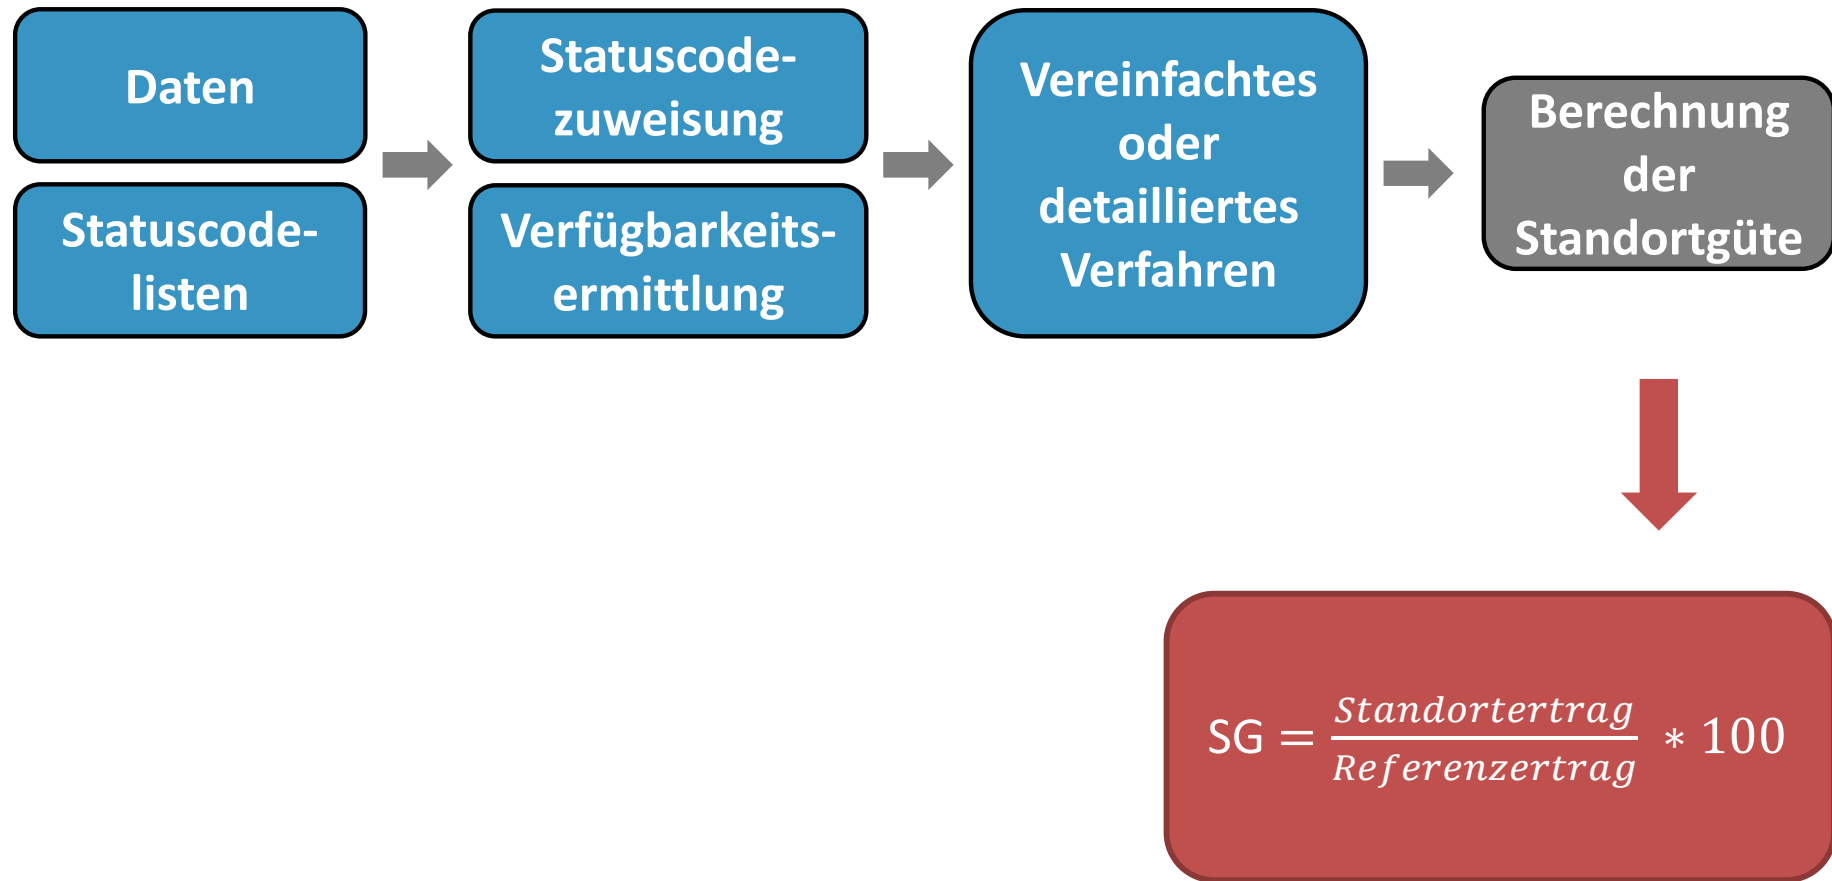 Daten
Statuscode-
listen
Statuscode-
zuweisung
Verfügbarkeits-
ermittlung
Vereinfachtes
oder
detailliertes
Verfahren
Berechnung
der
Standortgüte
SG = Standortertrag / Referenzertrag * 100